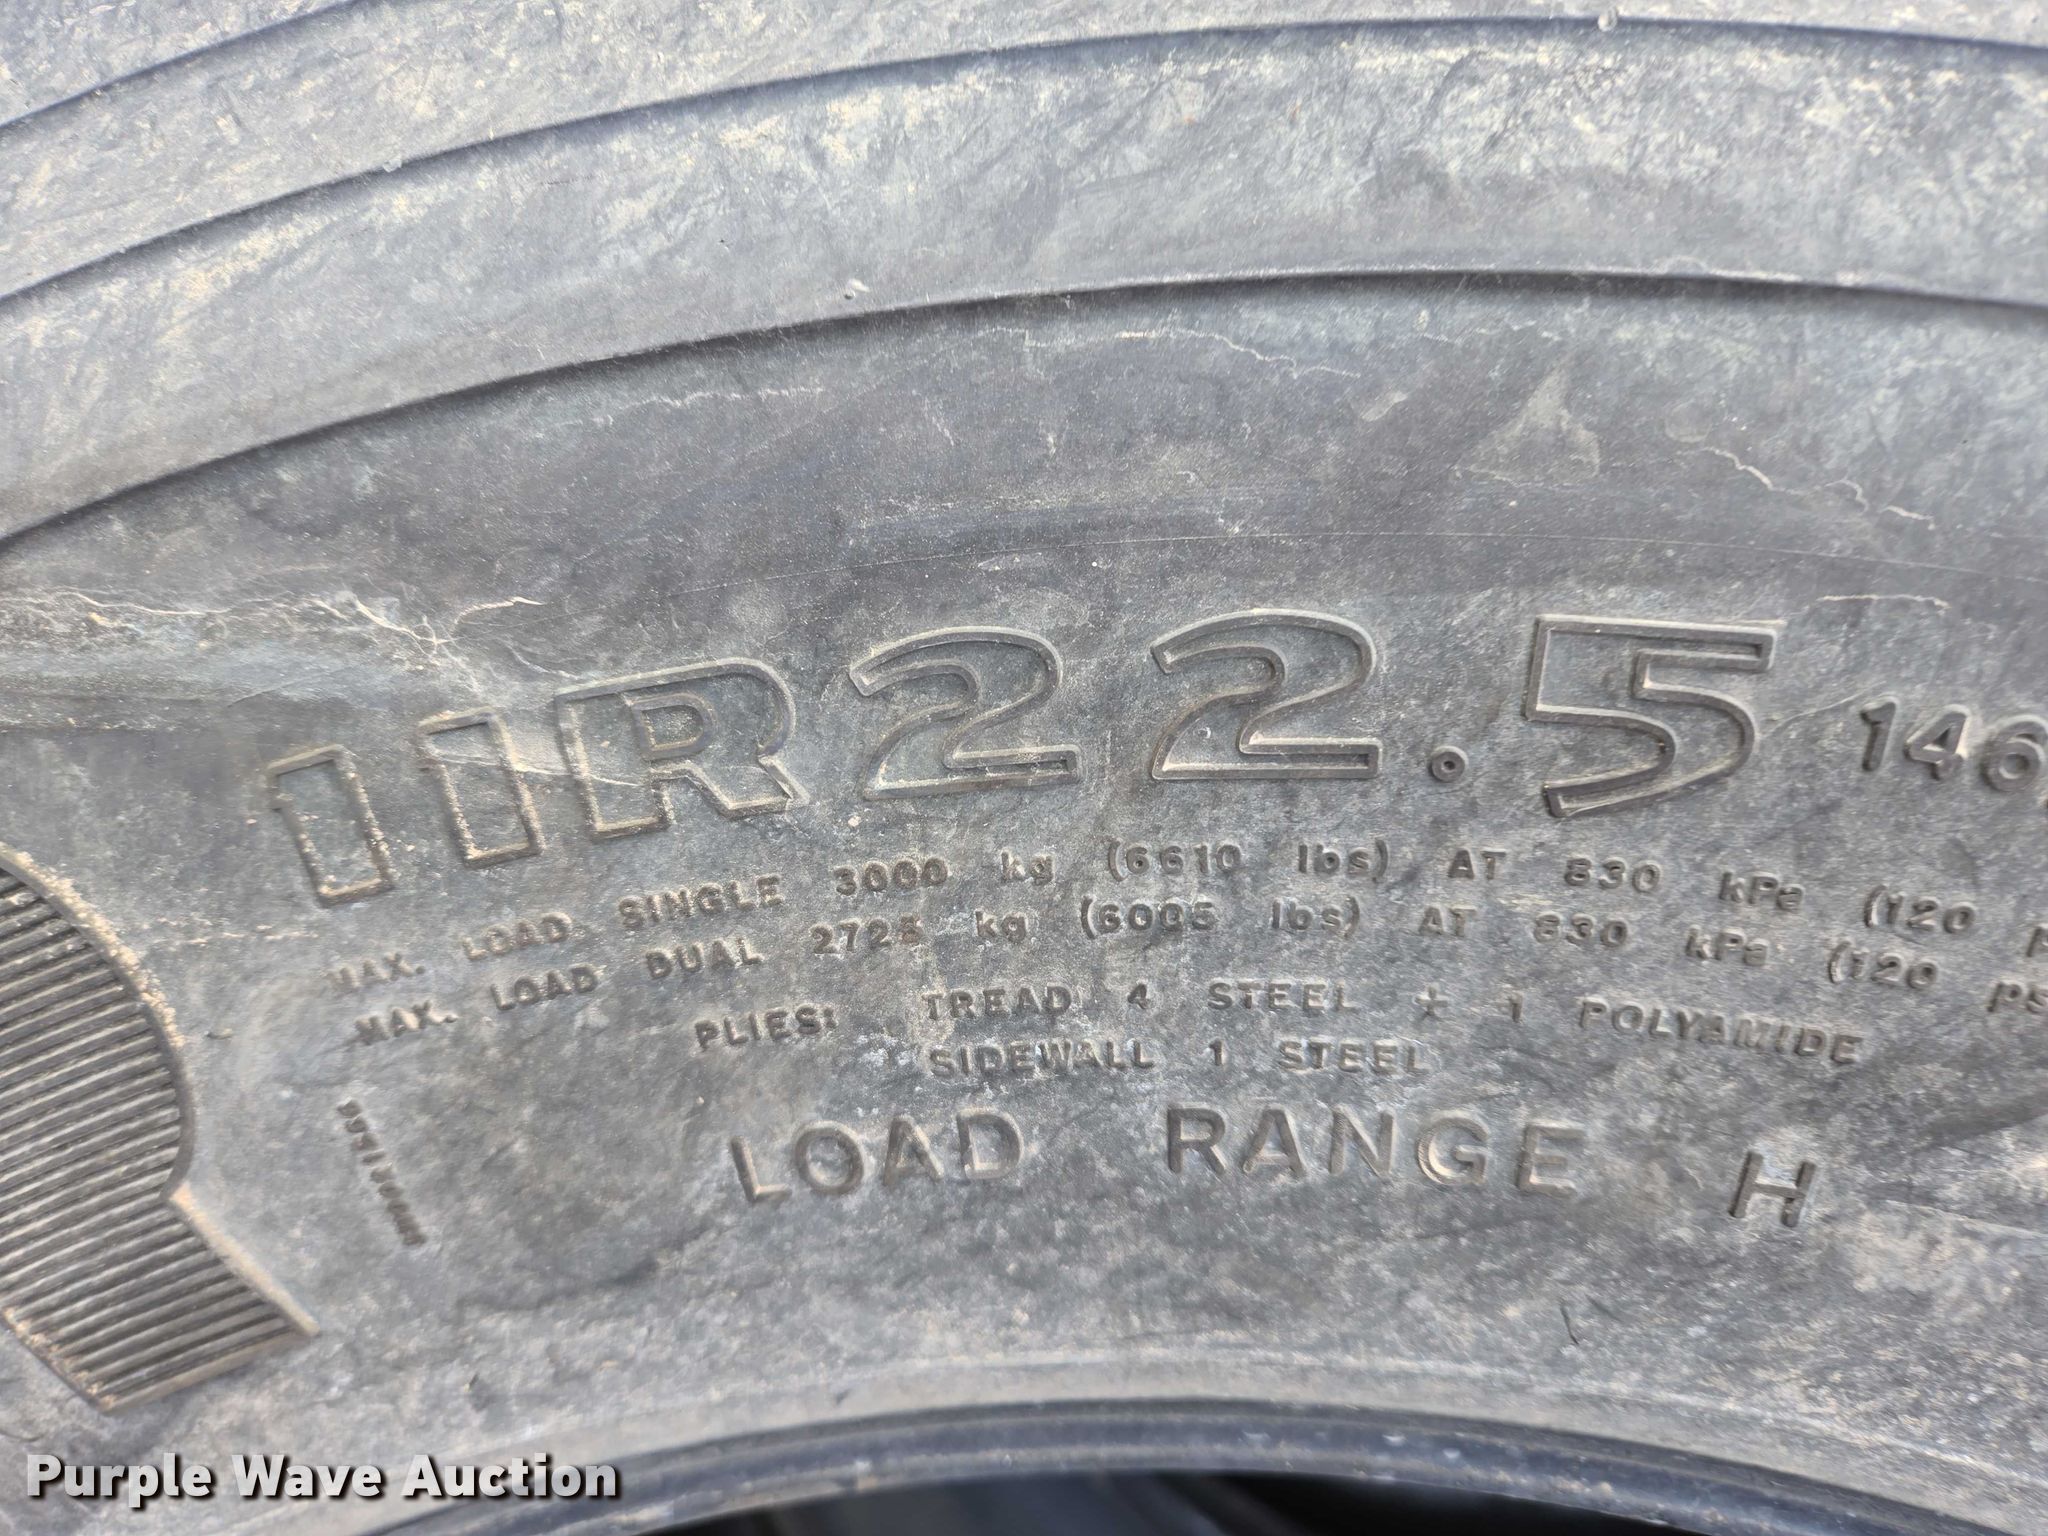 11R22.5 146
MAX. LOAD SINGLE 3000 kg (6610 lbs) AT 830 kPa (120
MAX. LOAD DUAL 2725 kg (6005 lbs) AT 830 kPa (120 ps
PLIES: TREAD 4 STEEL + 1 POLYAMIDE
SIDEWALL 1 STEEL
LOAD RANGE H
Purple Wave Auction